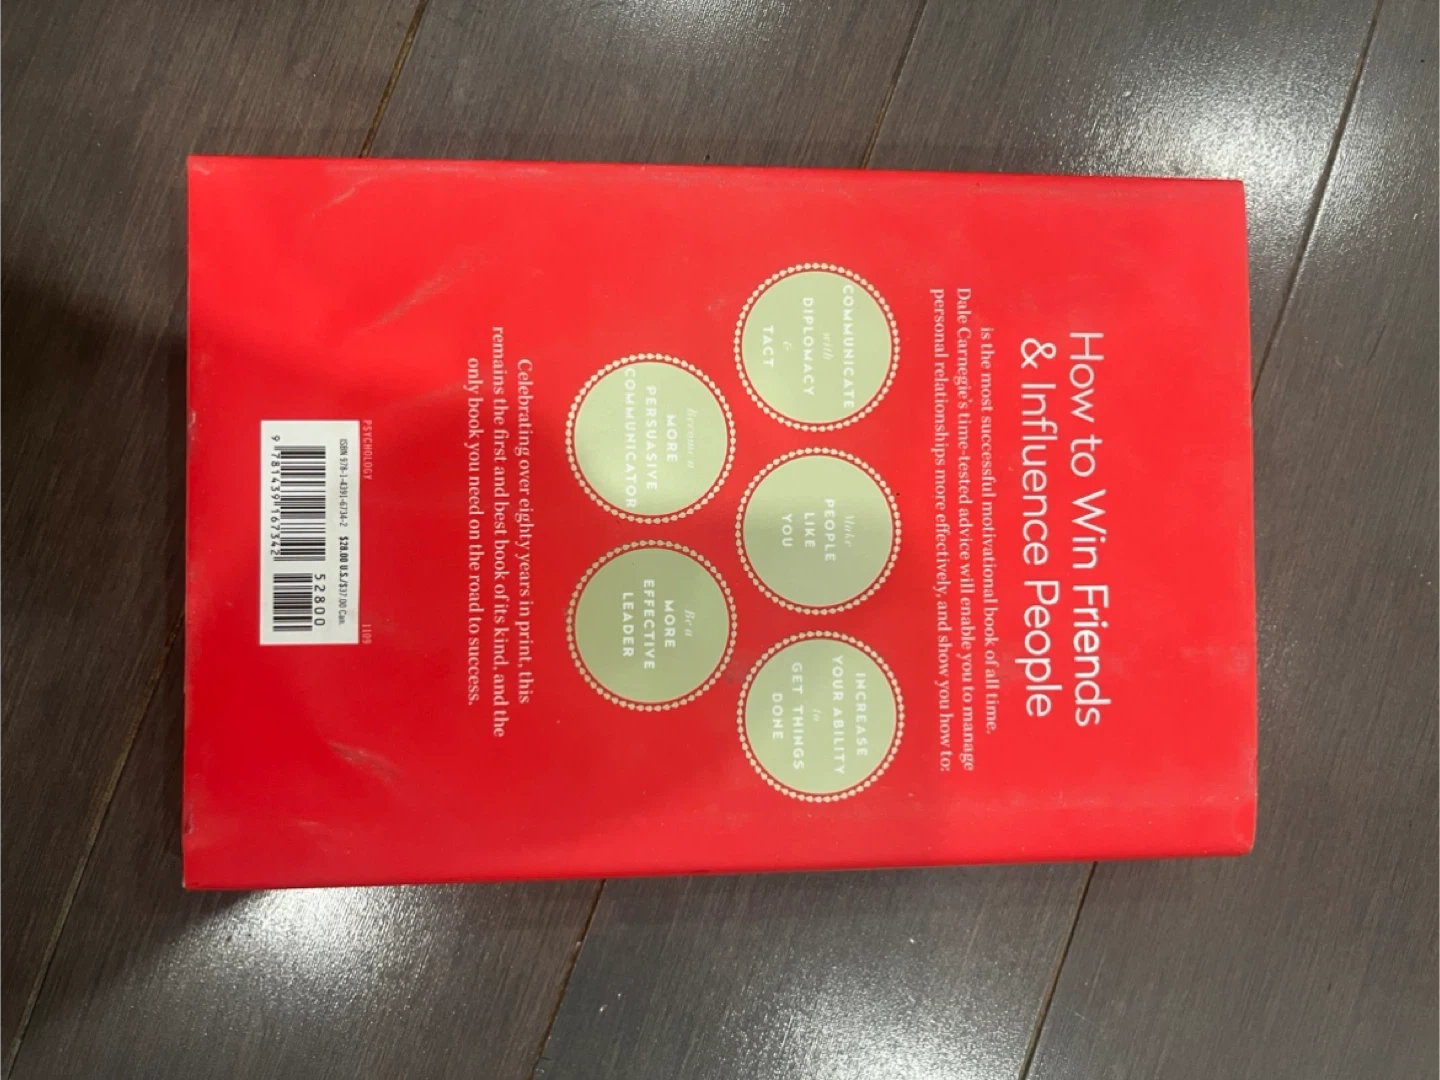 How to Win Friends
& Influence People
is the most successful motivational book of all time.
Dale Carnegie's time-tested advice will enable you to manage
personal relationships more effectively, and show you how to:
COMMUNICATE
with
DIPLOMACY
&
TACT
Make
PEOPLE
LIKE
YOU
INCREASE
YOUR ABILITY
to
GET THINGS
DONE
Become a
MORE
PERSUASIVE
COMMUNICATOR
Be a
MORE
EFFECTIVE
LEADER
Celebrating over eighty years in print, this
remains the first and best book of its kind, and the
only book you need on the road to success.
PSYCHOLOGY 1109
ISBN 978-1-4391-6734-2 $28.00 U.S./$37.00 Can.
52800
9 781439 167342